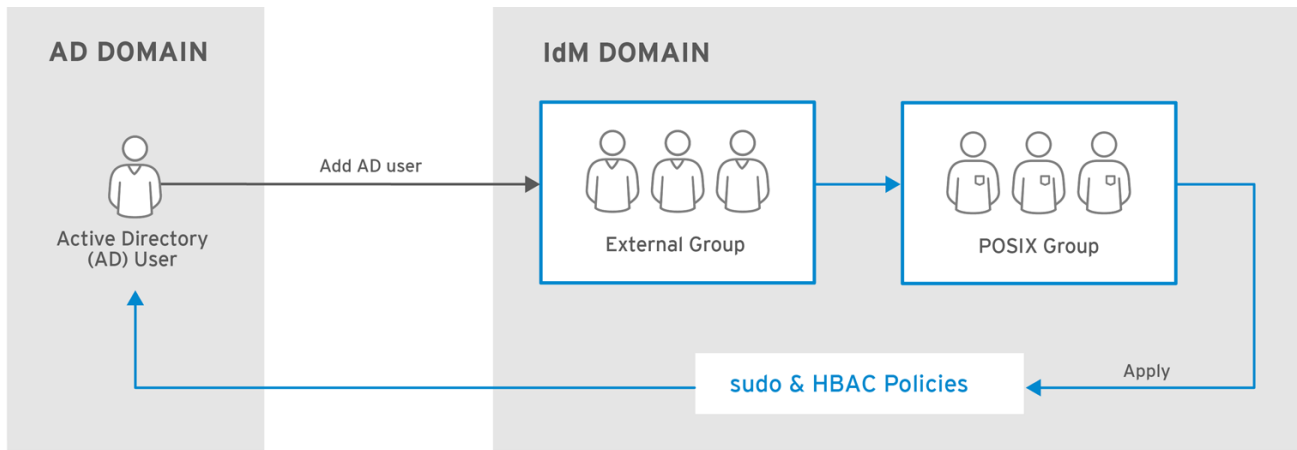 AD DOMAIN
IdM DOMAIN
Add AD user
Active Directory
(AD) User
External Group
POSIX Group
sudo & HBAC Policies
Apply